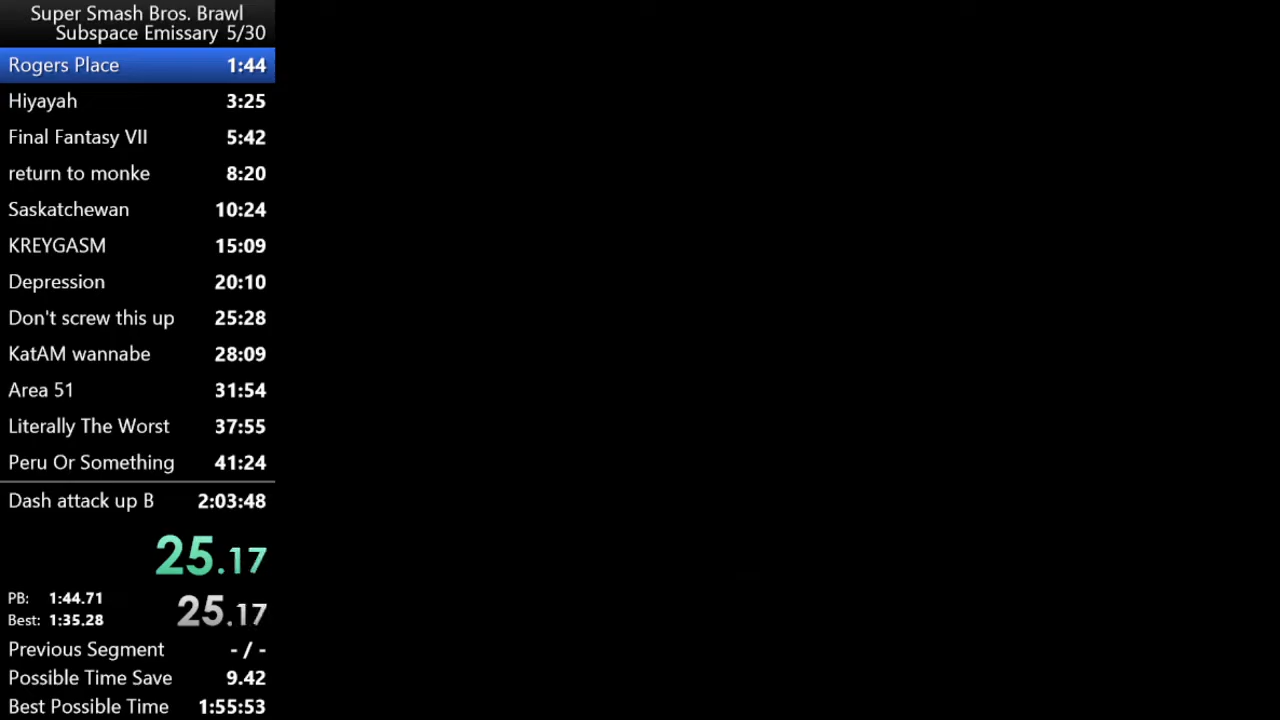 Super Smash Bros. Brawl
Subspace Emissary 5/30
Rogers Place 1:44
Hiyayah 3:25
Final Fantasy VII 5:42
return to monke 8:20
Saskatchewan 10:24
KREYGASM 15:09
Depression 20:10
Don't screw this up 25:28
KatAM wannabe 28:09
Area 51 31:54
Literally The Worst 37:55
Peru Or Something 41:24
Dash attack up B 2:03:48
25.17
PB: 1:44.71
Best: 1:35.28
25.17
Previous Segment - / -
Possible Time Save 9.42
Best Possible Time 1:55:53